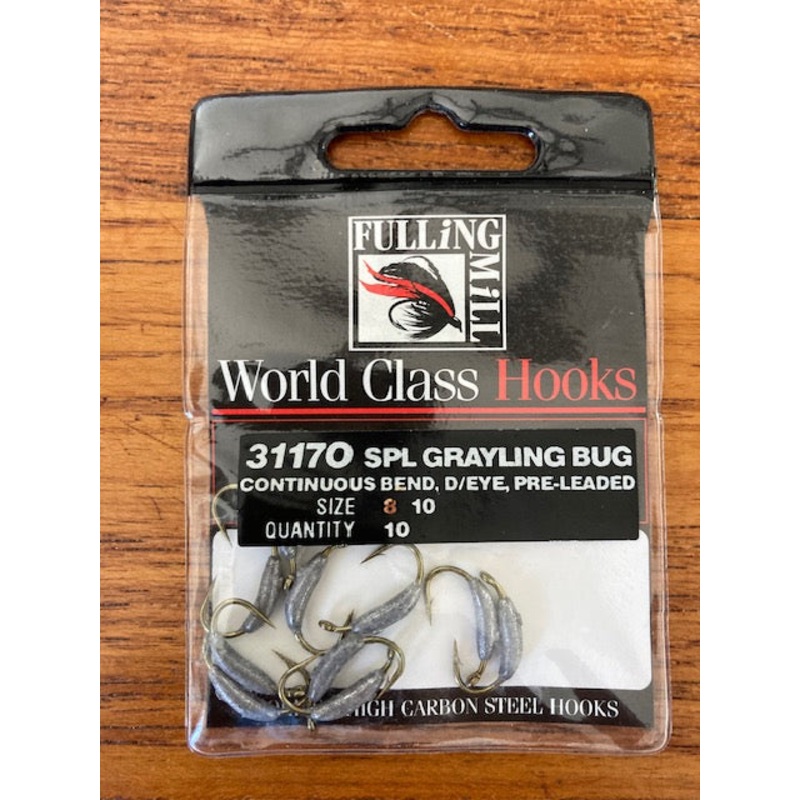 FULLiNG
MiLL
World Class Hooks
31170 SPL GRAYLING BUG
CONTINUOUS BEND, D/EYE, PRE-LEADED
SIZE 8 10
QUANTITY 10
HIGH CARBON STEEL HOOKS